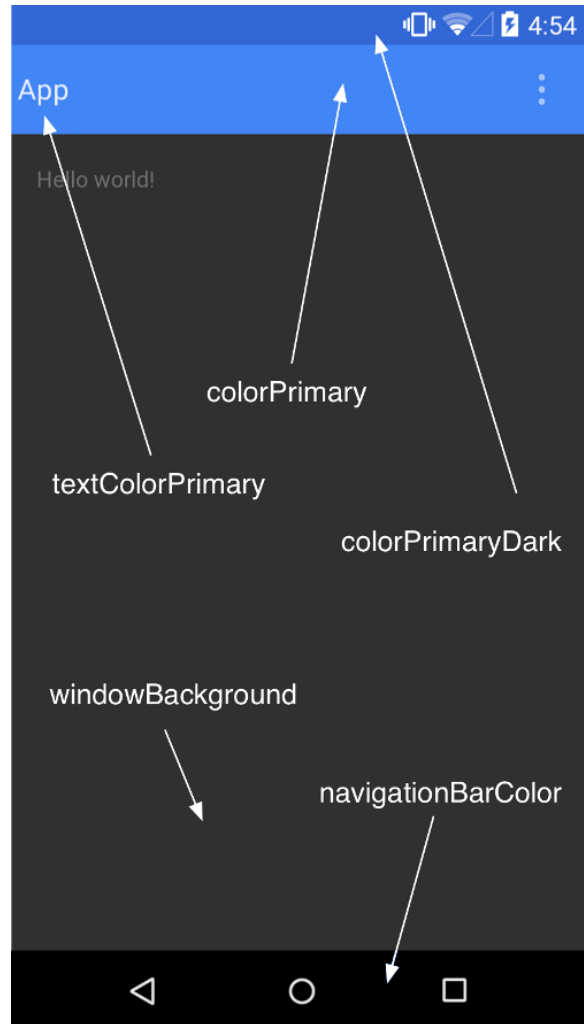 4:54
App
Hello world!
colorPrimary
textColorPrimary
colorPrimaryDark
windowBackground
navigationBarColor